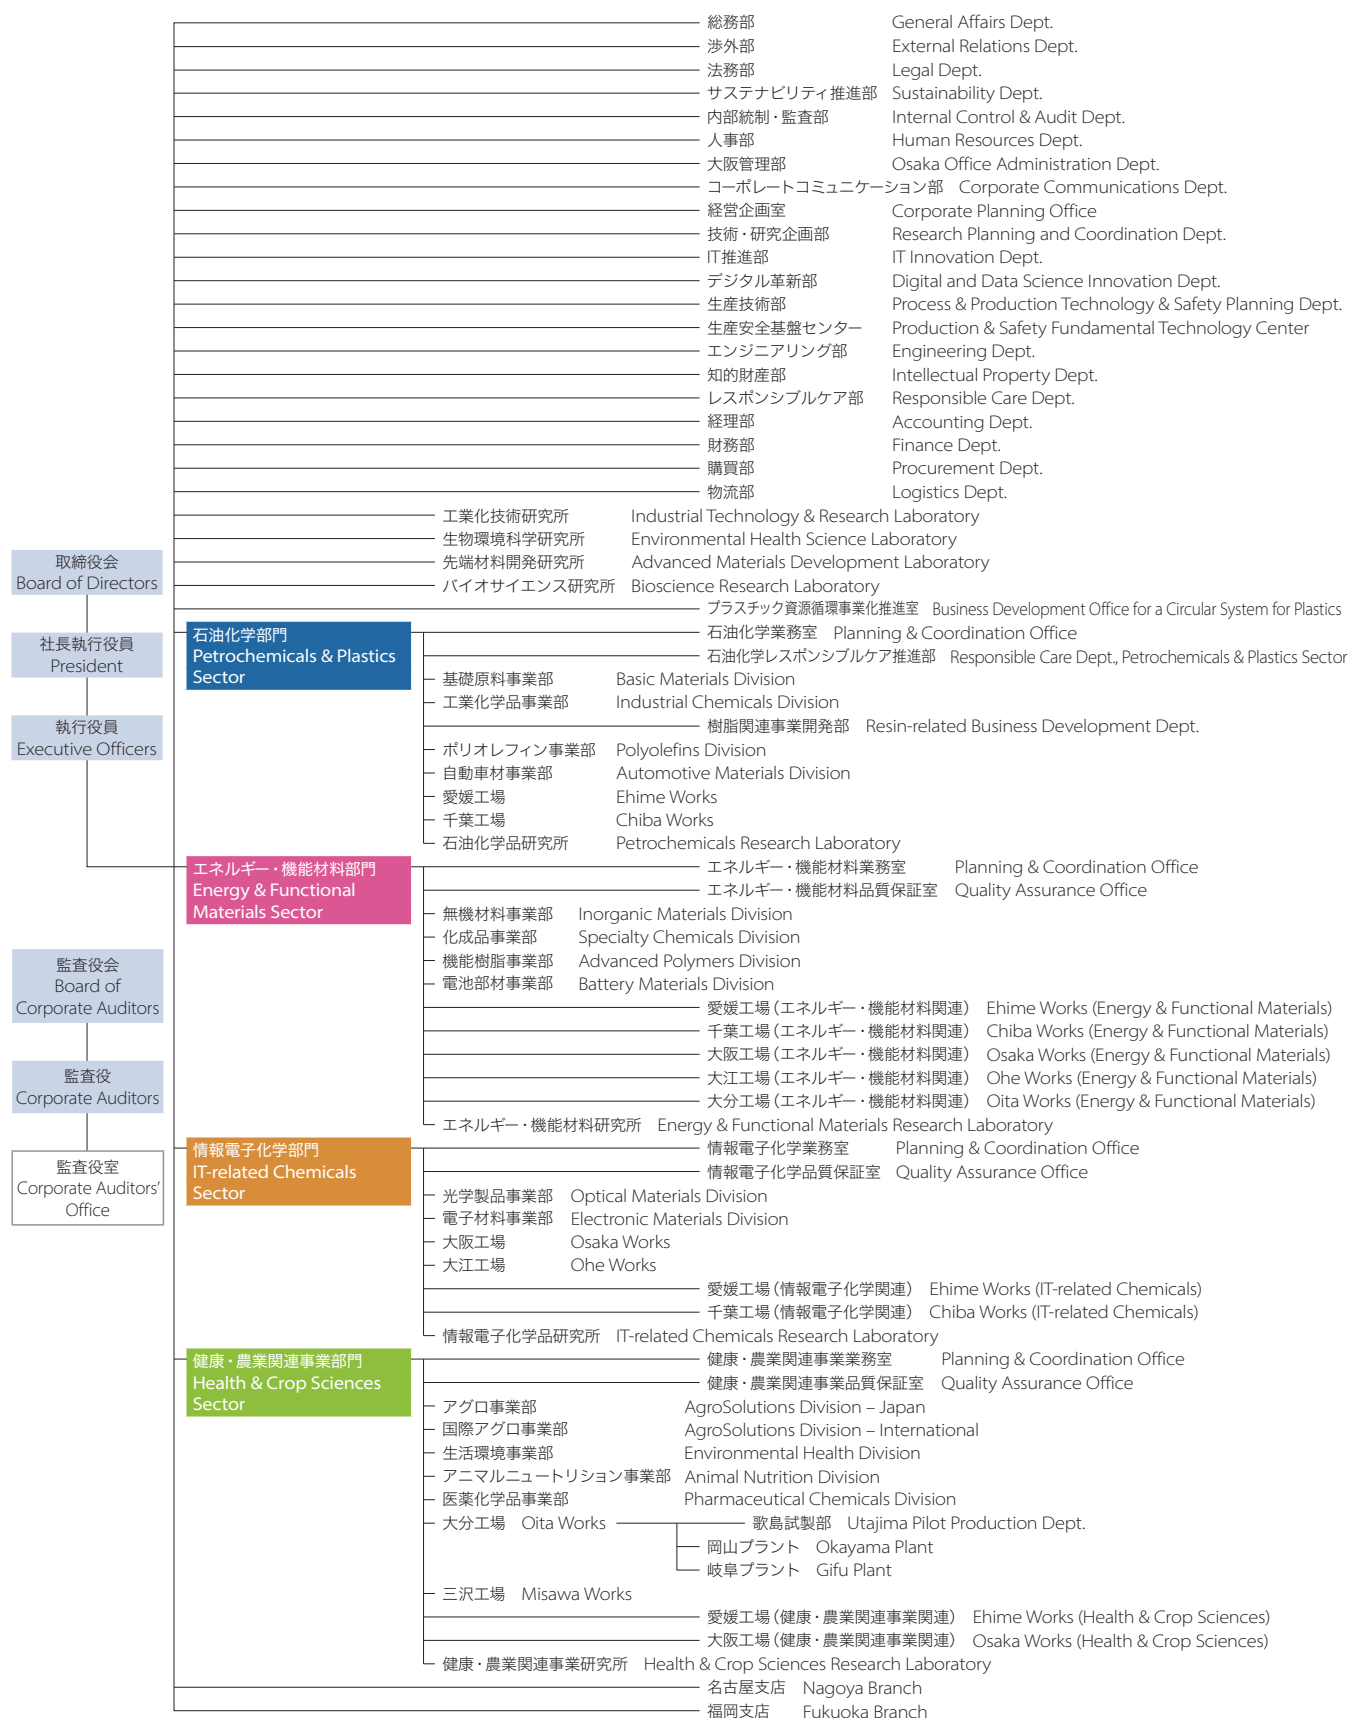 総務部 General Affairs Dept.
渉外部 External Relations Dept.
法務部 Legal Dept.
サステナビリティ推進部 Sustainability Dept.
内部統制・監査部 Internal Control & Audit Dept.
人事部 Human Resources Dept.
大阪管理部 Osaka Office Administration Dept.
コーポレートコミュニケーション部 Corporate Communications Dept.
経営企画室 Corporate Planning Office
技術・研究企画部 Research Planning and Coordination Dept.
IT推進部 IT Innovation Dept.
デジタル革新部 Digital and Data Science Innovation Dept.
生産技術部 Process & Production Technology & Safety Planning Dept.
生産安全基盤センター Production & Safety Fundamental Technology Center
エンジニアリング部 Engineering Dept.
知的財産部 Intellectual Property Dept.
レスポンシブルケア部 Responsible Care Dept.
経理部 Accounting Dept.
財務部 Finance Dept.
購買部 Procurement Dept.
物流部 Logistics Dept.
工業化技術研究所 Industrial Technology & Research Laboratory
生物環境科学研究所 Environmental Health Science Laboratory
先端材料開発研究所 Advanced Materials Development Laboratory
バイオサイエンス研究所 Bioscience Research Laboratory
プラスチック資源循環事業化推進室 Business Development Office for a Circular System for Plastics
取締役会
Board of Directors
社長執行役員
President
執行役員
Executive Officers
監査役会
Board of
Corporate Auditors
監査役
Corporate Auditors
監査役室
Corporate Auditors'
Office
石油化学部門
Petrochemicals & Plastics
Sector
石油化学業務室 Planning & Coordination Office
石油化学レスポンシブルケア推進部 Responsible Care Dept., Petrochemicals & Plastics Sector
基礎原料事業部 Basic Materials Division
工業化学品事業部 Industrial Chemicals Division
樹脂関連事業開発部 Resin-related Business Development Dept.
ポリオレフィン事業部 Polyolefins Division
自動車材事業部 Automotive Materials Division
愛媛工場 Ehime Works
千葉工場 Chiba Works
石油化学品研究所 Petrochemicals Research Laboratory
エネルギー・機能材料部門
Energy & Functional
Materials Sector
エネルギー・機能材料業務室 Planning & Coordination Office
エネルギー・機能材料品質保証室 Quality Assurance Office
無機材料事業部 Inorganic Materials Division
化成品事業部 Specialty Chemicals Division
機能樹脂事業部 Advanced Polymers Division
電池部材事業部 Battery Materials Division
愛媛工場（エネルギー・機能材料関連） Ehime Works (Energy & Functional Materials)
千葉工場（エネルギー・機能材料関連） Chiba Works (Energy & Functional Materials)
大阪工場（エネルギー・機能材料関連） Osaka Works (Energy & Functional Materials)
大江工場（エネルギー・機能材料関連） Ohe Works (Energy & Functional Materials)
大分工場（エネルギー・機能材料関連） Oita Works (Energy & Functional Materials)
エネルギー・機能材料研究所 Energy & Functional Materials Research Laboratory
情報電子化学部門
IT-related Chemicals
Sector
情報電子化学業務室 Planning & Coordination Office
情報電子化学品質保証室 Quality Assurance Office
光学製品事業部 Optical Materials Division
電子材料事業部 Electronic Materials Division
大阪工場 Osaka Works
大江工場 Ohe Works
愛媛工場（情報電子化学関連） Ehime Works (IT-related Chemicals)
千葉工場（情報電子化学関連） Chiba Works (IT-related Chemicals)
情報電子化学品研究所 IT-related Chemicals Research Laboratory
健康・農業関連事業部門
Health & Crop Sciences
Sector
健康・農業関連事業業務室 Planning & Coordination Office
健康・農業関連事業品質保証室 Quality Assurance Office
アグロ事業部 AgroSolutions Division – Japan
国際アグロ事業部 AgroSolutions Division – International
生活環境事業部 Environmental Health Division
アニマルニュートリション事業部 Animal Nutrition Division
医薬化学品事業部 Pharmaceutical Chemicals Division
大分工場 Oita Works 歌島試製部 Utajima Pilot Production Dept.
岡山プラント Okayama Plant
岐阜プラント Gifu Plant
三沢工場 Misawa Works
愛媛工場（健康・農業関連事業関連） Ehime Works (Health & Crop Sciences)
大阪工場（健康・農業関連事業関連） Osaka Works (Health & Crop Sciences)
健康・農業関連事業研究所 Health & Crop Sciences Research Laboratory
名古屋支店 Nagoya Branch
福岡支店 Fukuoka Branch